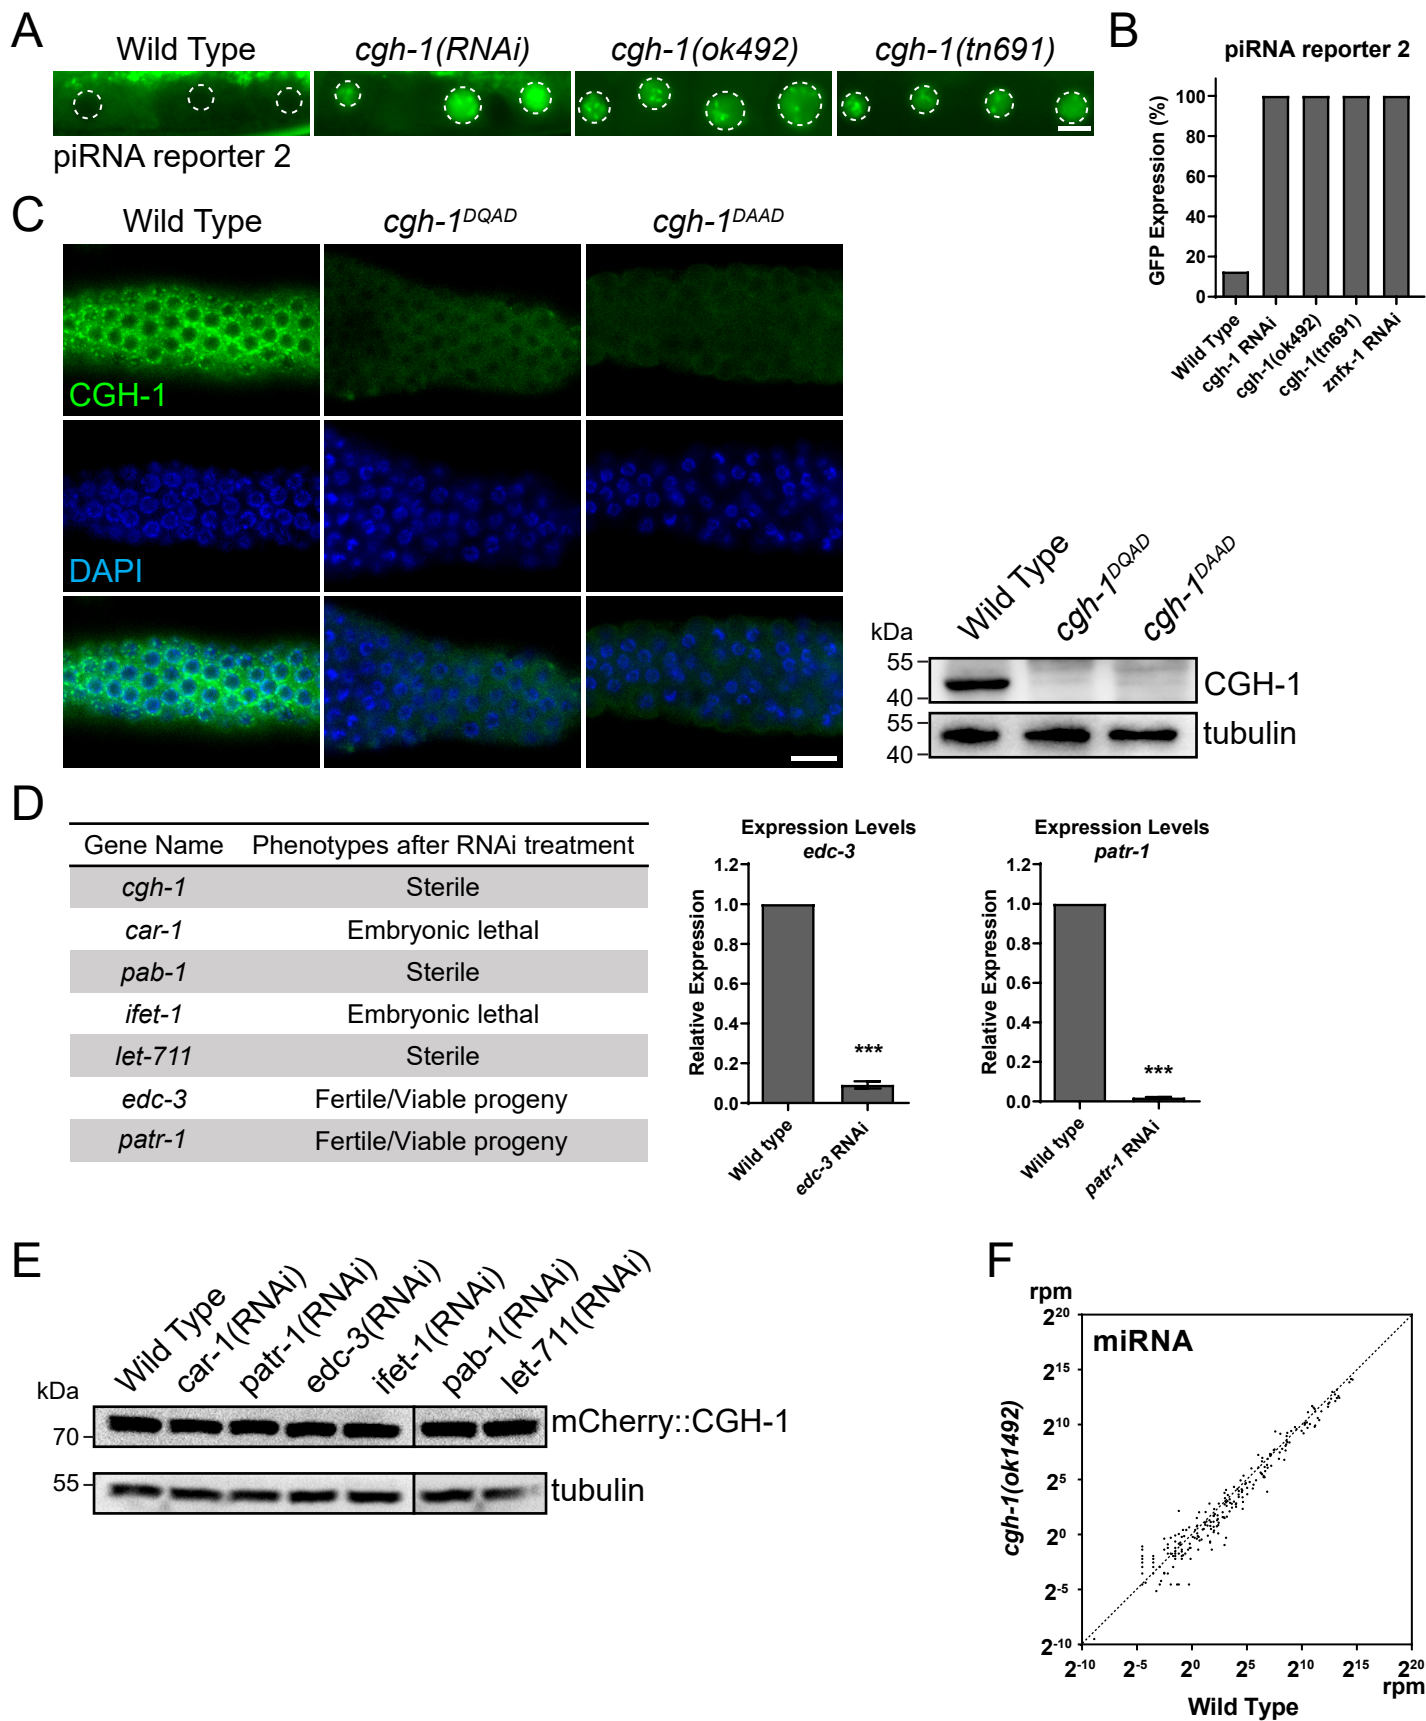 A
Wild Type
cgh-1(RNAi)
cgh-1(ok492)
cgh-1(tn691)
piRNA reporter 2
B
piRNA reporter 2
GFP Expression (%)
100
80
60
40
20
0
Wild Type
cgh-1 RNAi
cgh-1(ok492)
cgh-1(tn691)
znfx-1 RNAi
C
Wild Type
cgh-1DQAD
cgh-1DAAD
CGH-1
DAPI
Wild Type
cgh-1DQAD
cgh-1DAAD
kDa
55
40
CGH-1
55
40
tubulin
D
Gene Name Phenotypes after RNAi treatment
cgh-1 Sterile
car-1 Embryonic lethal
pab-1 Sterile
ifet-1 Embryonic lethal
let-711 Sterile
edc-3 Fertile/Viable progeny
patr-1 Fertile/Viable progeny
Expression Levels
edc-3
Relative Expression
1.2
1.0
0.8
0.6
0.4
0.2
0.0
***
Wild type
edc-3 RNAi
Expression Levels
patr-1
Relative Expression
1.2
1.0
0.8
0.6
0.4
0.2
0.0
***
Wild type
patr-1 RNAi
E
Wild Type
car-1(RNAi)
patr-1(RNAi)
edc-3(RNAi)
ifet-1(RNAi)
pab-1(RNAi)
let-711(RNAi)
kDa
70
mCherry::CGH-1
55
tubulin
F
rpm
miRNA
cgh-1(ok1492)
2^20
2^15
2^10
2^5
2^0
2^-5
2^-10
2^-10 2^-5 2^0 2^5 2^10 2^15 2^20
rpm
Wild Type